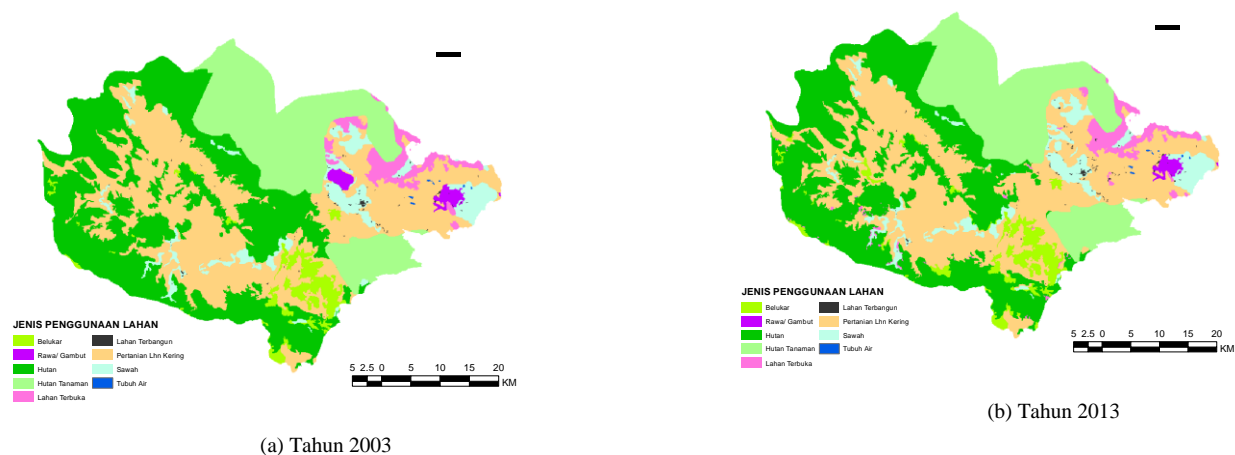 JENIS PENGGUNAAN LAHAN
Belukar
Rawa/ Gambut
Hutan
Hutan Tanaman
Lahan Terbuka
Lahan Terbangun
Pertanian Lhn Kering
Sawah
Tubuh Air
5 2.5 0 5 10 15 20
KM
(a) Tahun 2003
JENIS PENGGUNAAN LAHAN
Belukar
Rawa/ Gambut
Hutan
Hutan Tanaman
Lahan Terbuka
Lahan Terbangun
Pertanian Lhn Kering
Sawah
Tubuh Air
5 2.5 0 5 10 15 20
KM
(b) Tahun 2013